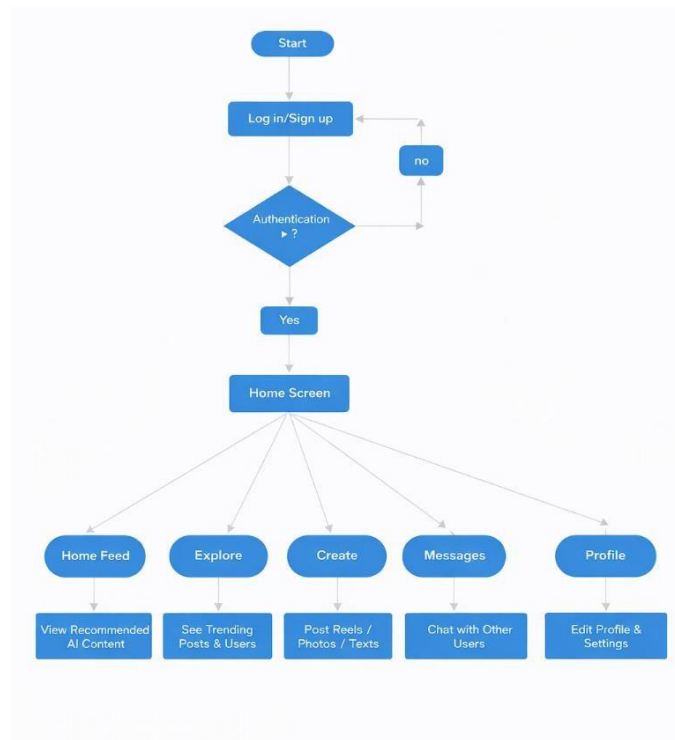 Start
Log in/Sign up
no
Authentication
▸ ?
Yes
Home Screen
Home Feed
Explore
Create
Messages
Profile
View Recommended
AI Content
See Trending
Posts & Users
Post Reels /
Photos / Texts
Chat with Other
Users
Edit Profile &
Settings